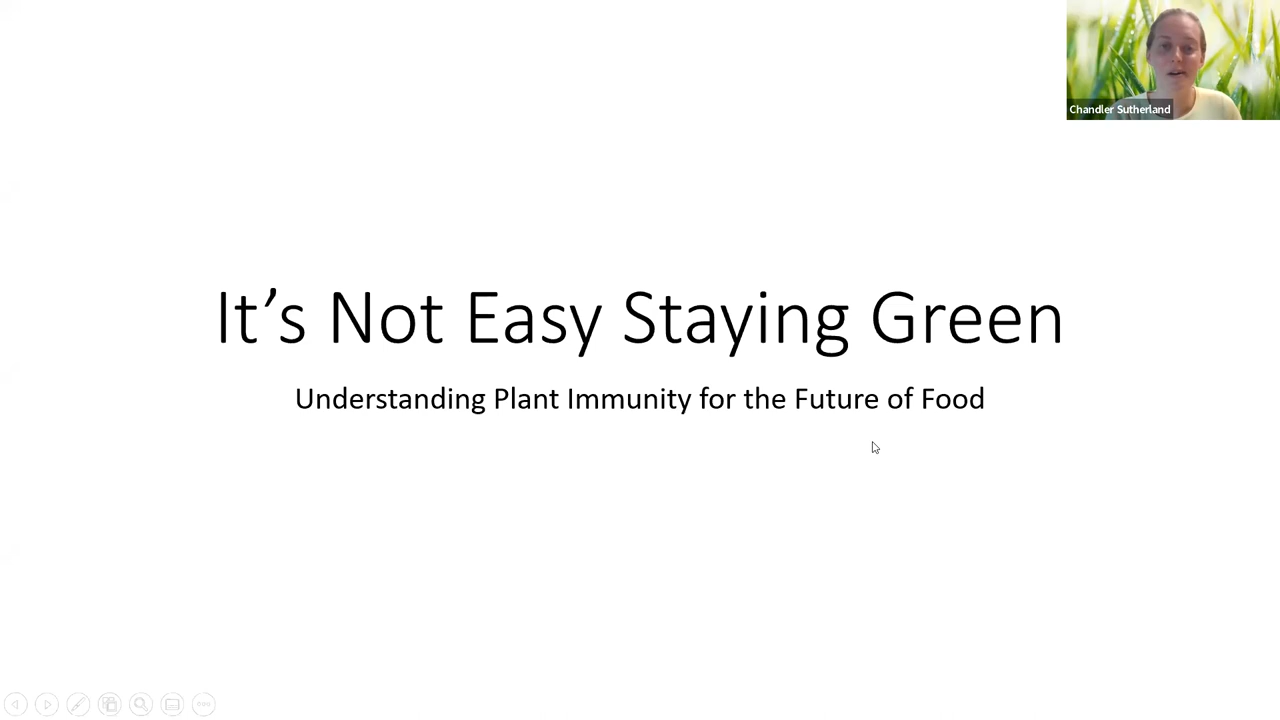 Chandler Sutherland
It’s Not Easy Staying Green
Understanding Plant Immunity for the Future of Food